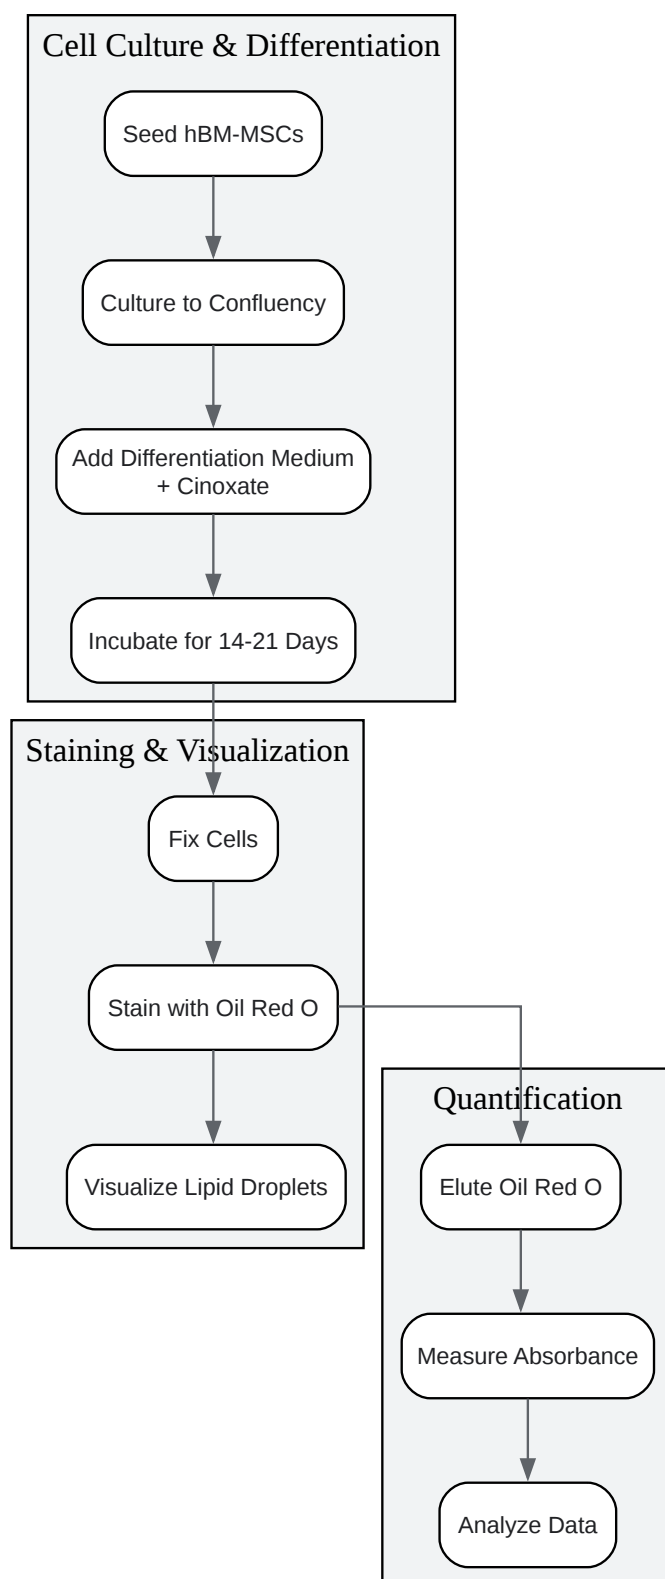 Cell Culture & Differentiation
Seed hBM-MSCs
Culture to Confluency
Add Differentiation Medium
+ Cinoxate
Incubate for 14-21 Days
Staining & Visualization
Fix Cells
Stain with Oil Red O
Visualize Lipid Droplets
Quantification
Elute Oil Red O
Measure Absorbance
Analyze Data